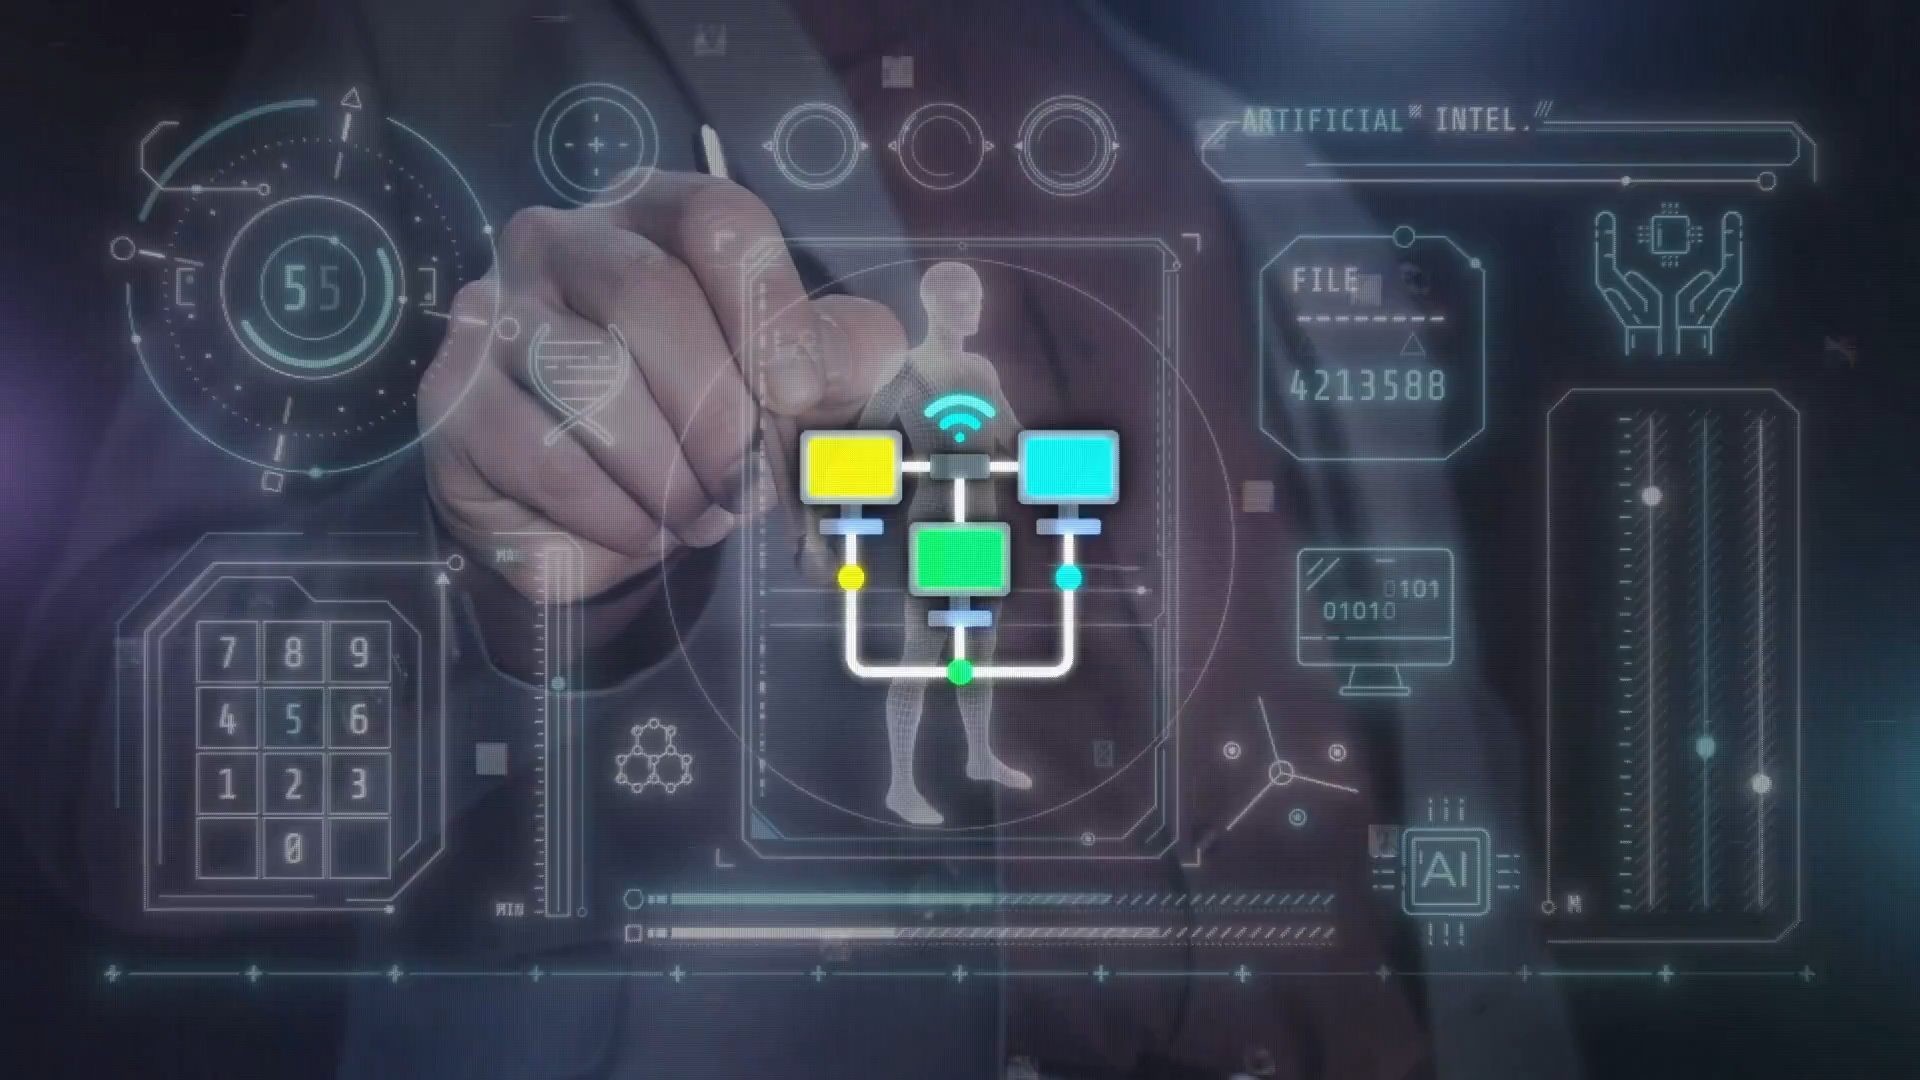 ARTIFICIAL INTEL.
55
FILE
4213588
0101
01010
7 8 9
4 5 6
1 2 3
0
MIN
AI